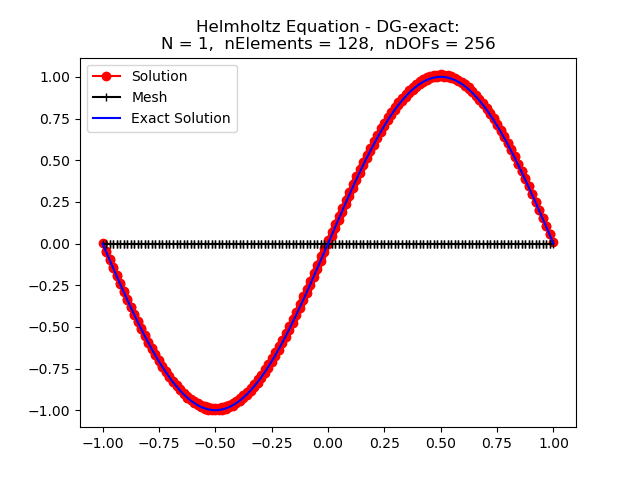 Helmholtz Equation - DG-exact:
N = 1,  nElements = 128,  nDOFs = 256
Solution
Mesh
Exact Solution
1.00
0.75
0.50
0.25
0.00
−0.25
−0.50
−0.75
−1.00
−1.00 −0.75 −0.50 −0.25 0.00 0.25 0.50 0.75 1.00